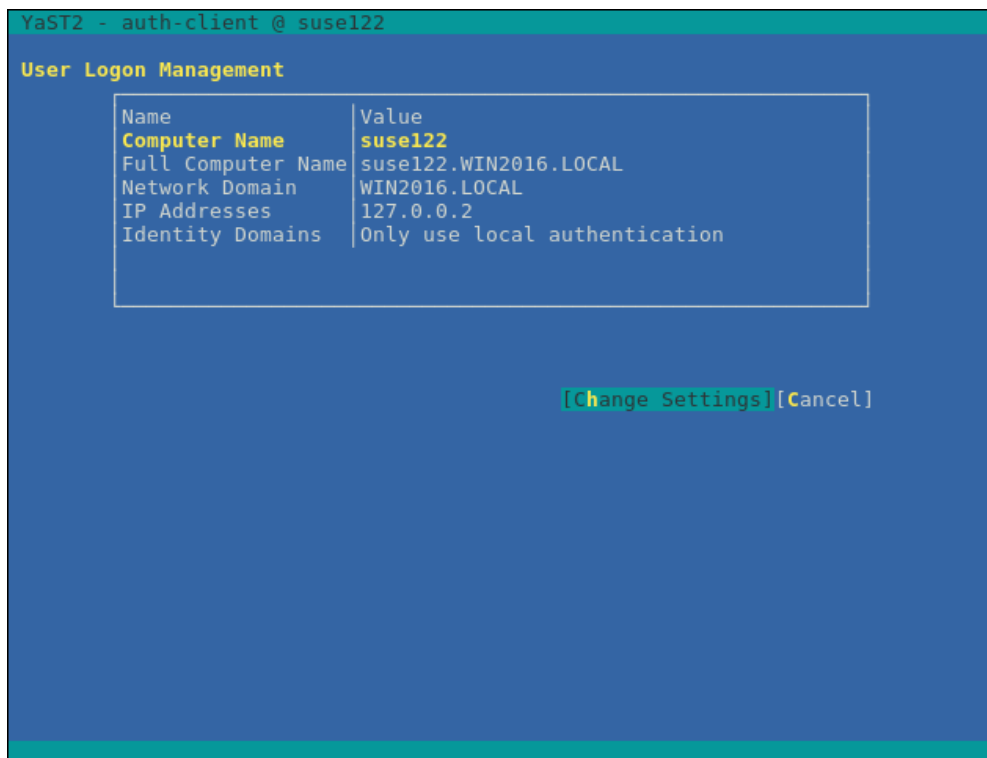 YaST2 - auth-client @ suse122
User Logon Management
Name Value
Computer Name suse122
Full Computer Name suse122.WIN2016.LOCAL
Network Domain WIN2016.LOCAL
IP Addresses 127.0.0.2
Identity Domains Only use local authentication
[Change Settings][Cancel]